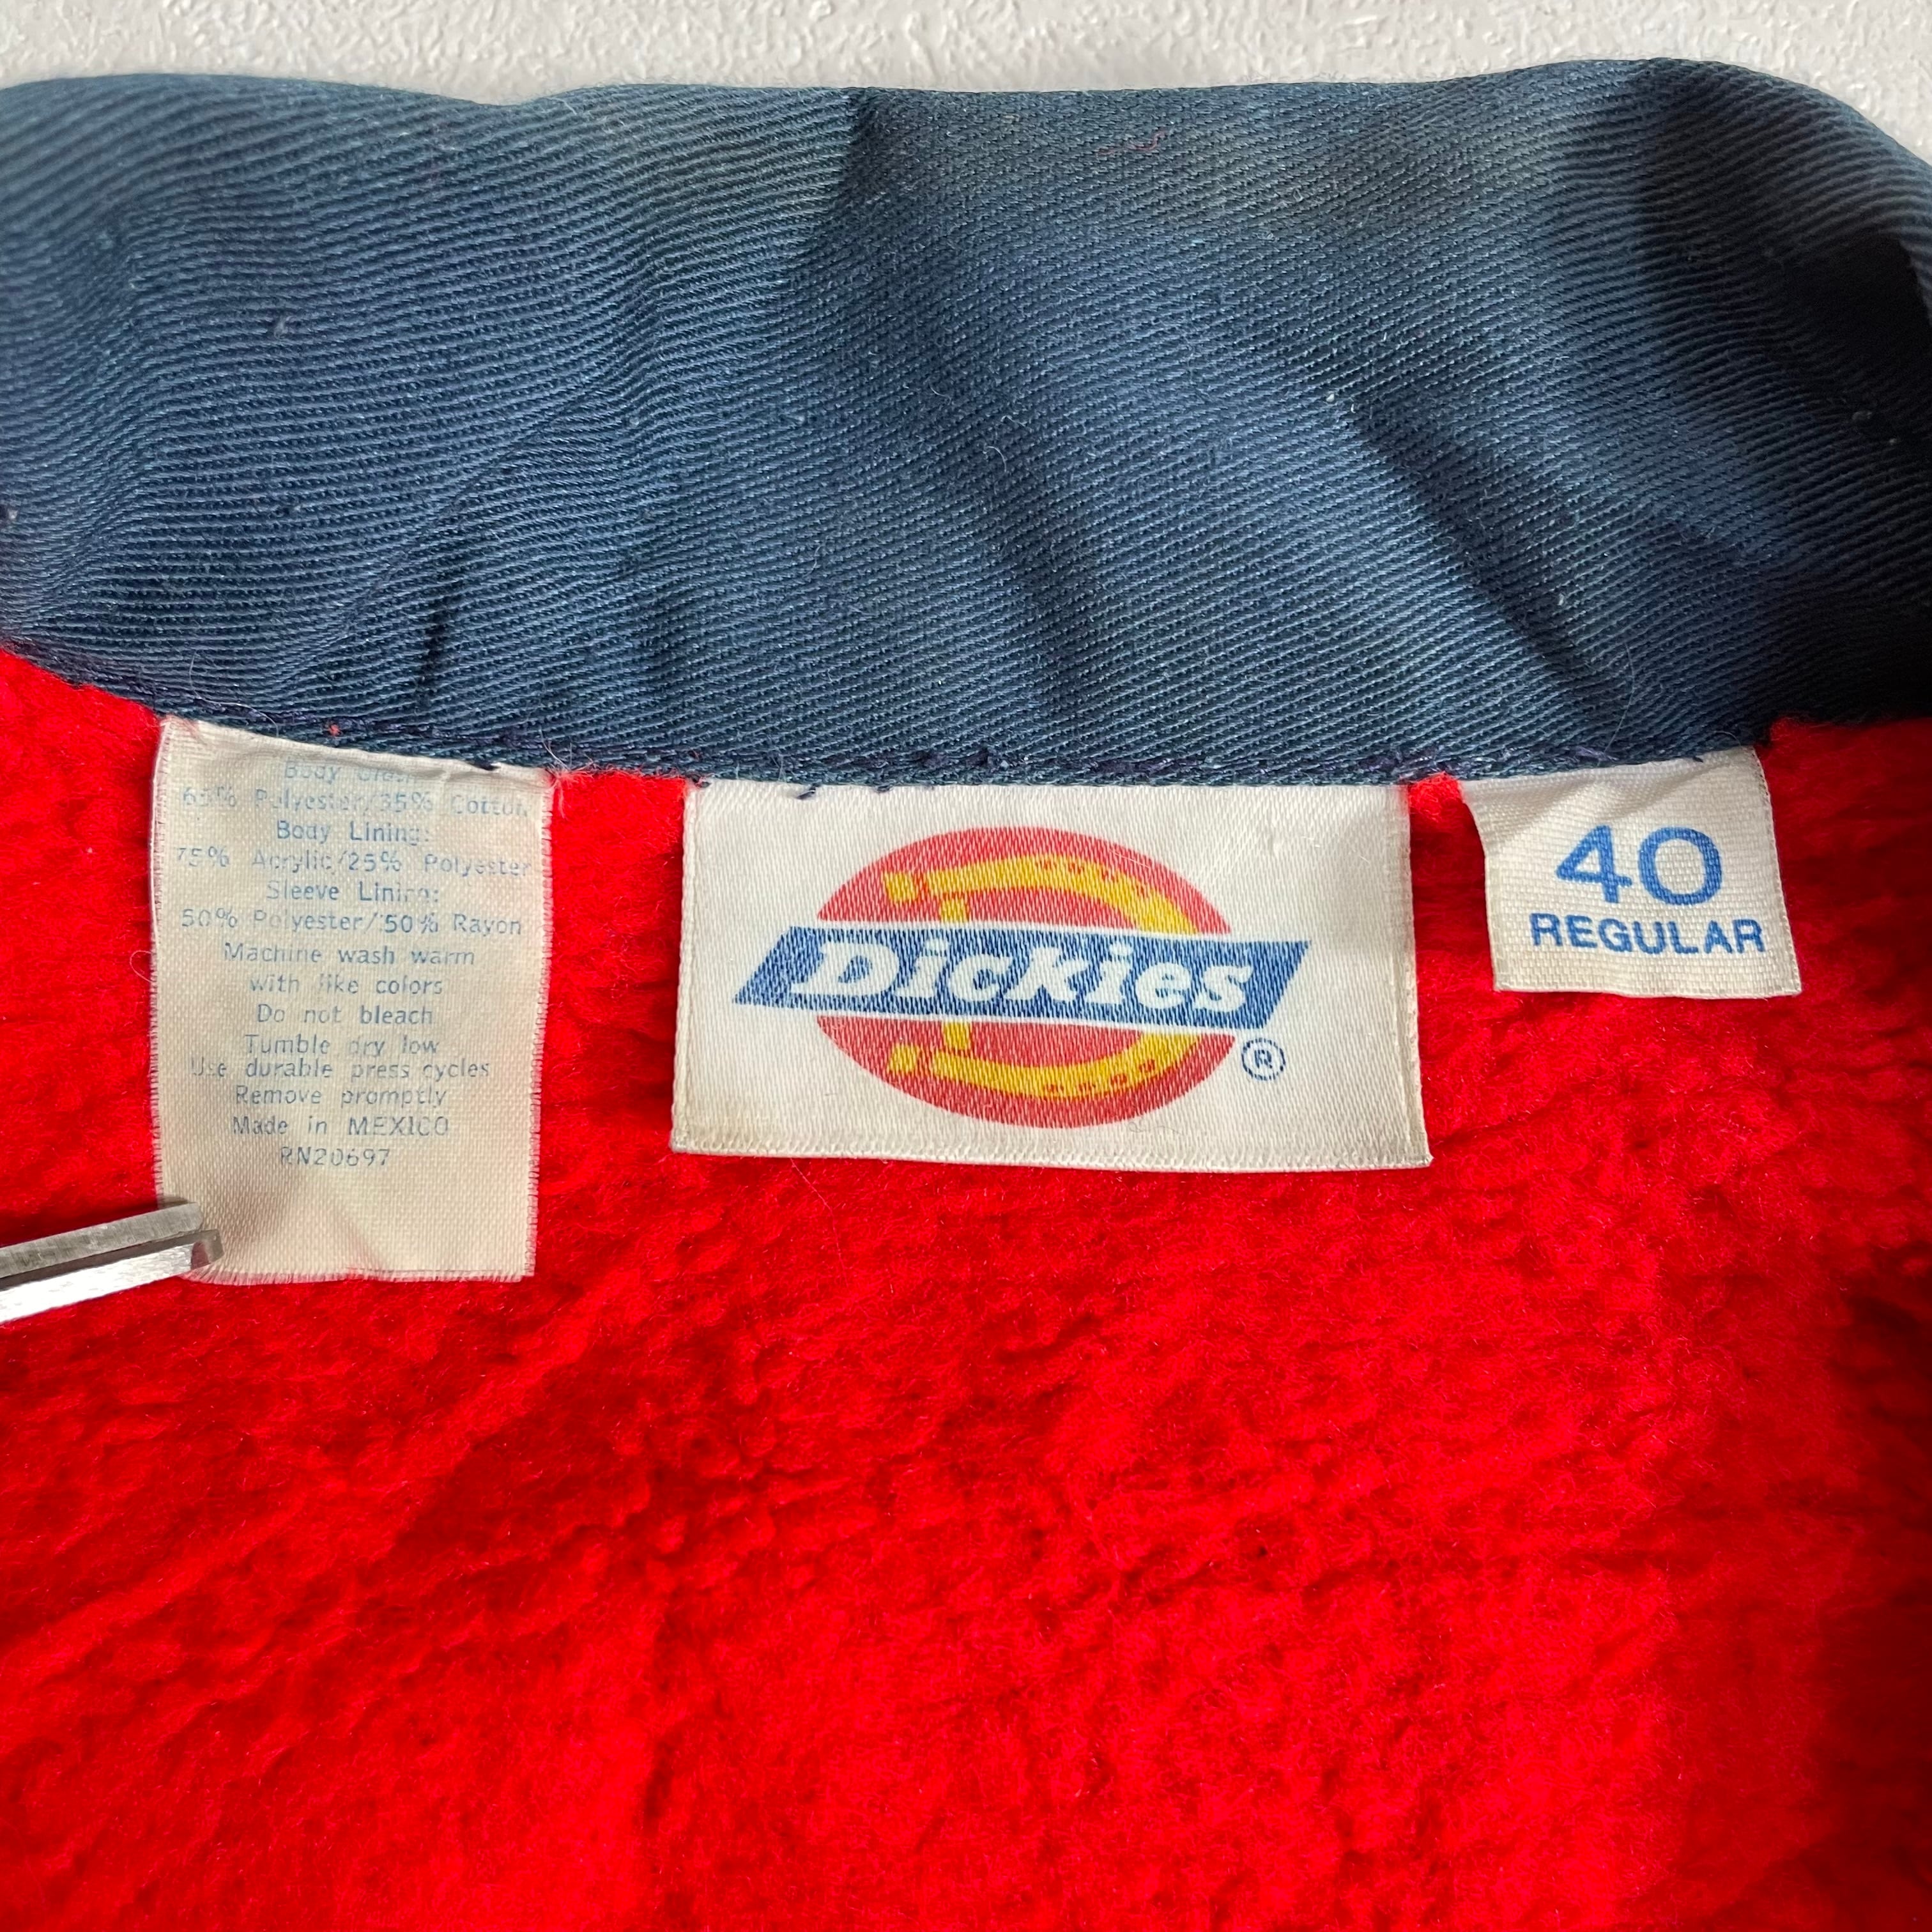 Body
65% Polyester/35% Cotton
Body Lining:
75% Acrylic/25% Polyester
Sleeve Lining:
50% Polyester/50% Rayon
Machine wash warm
with like colors
Do not bleach
Tumble dry low
Use durable press cycles
Remove promptly
Made in MEXICO
RN20697
Dickies
®
40
REGULAR